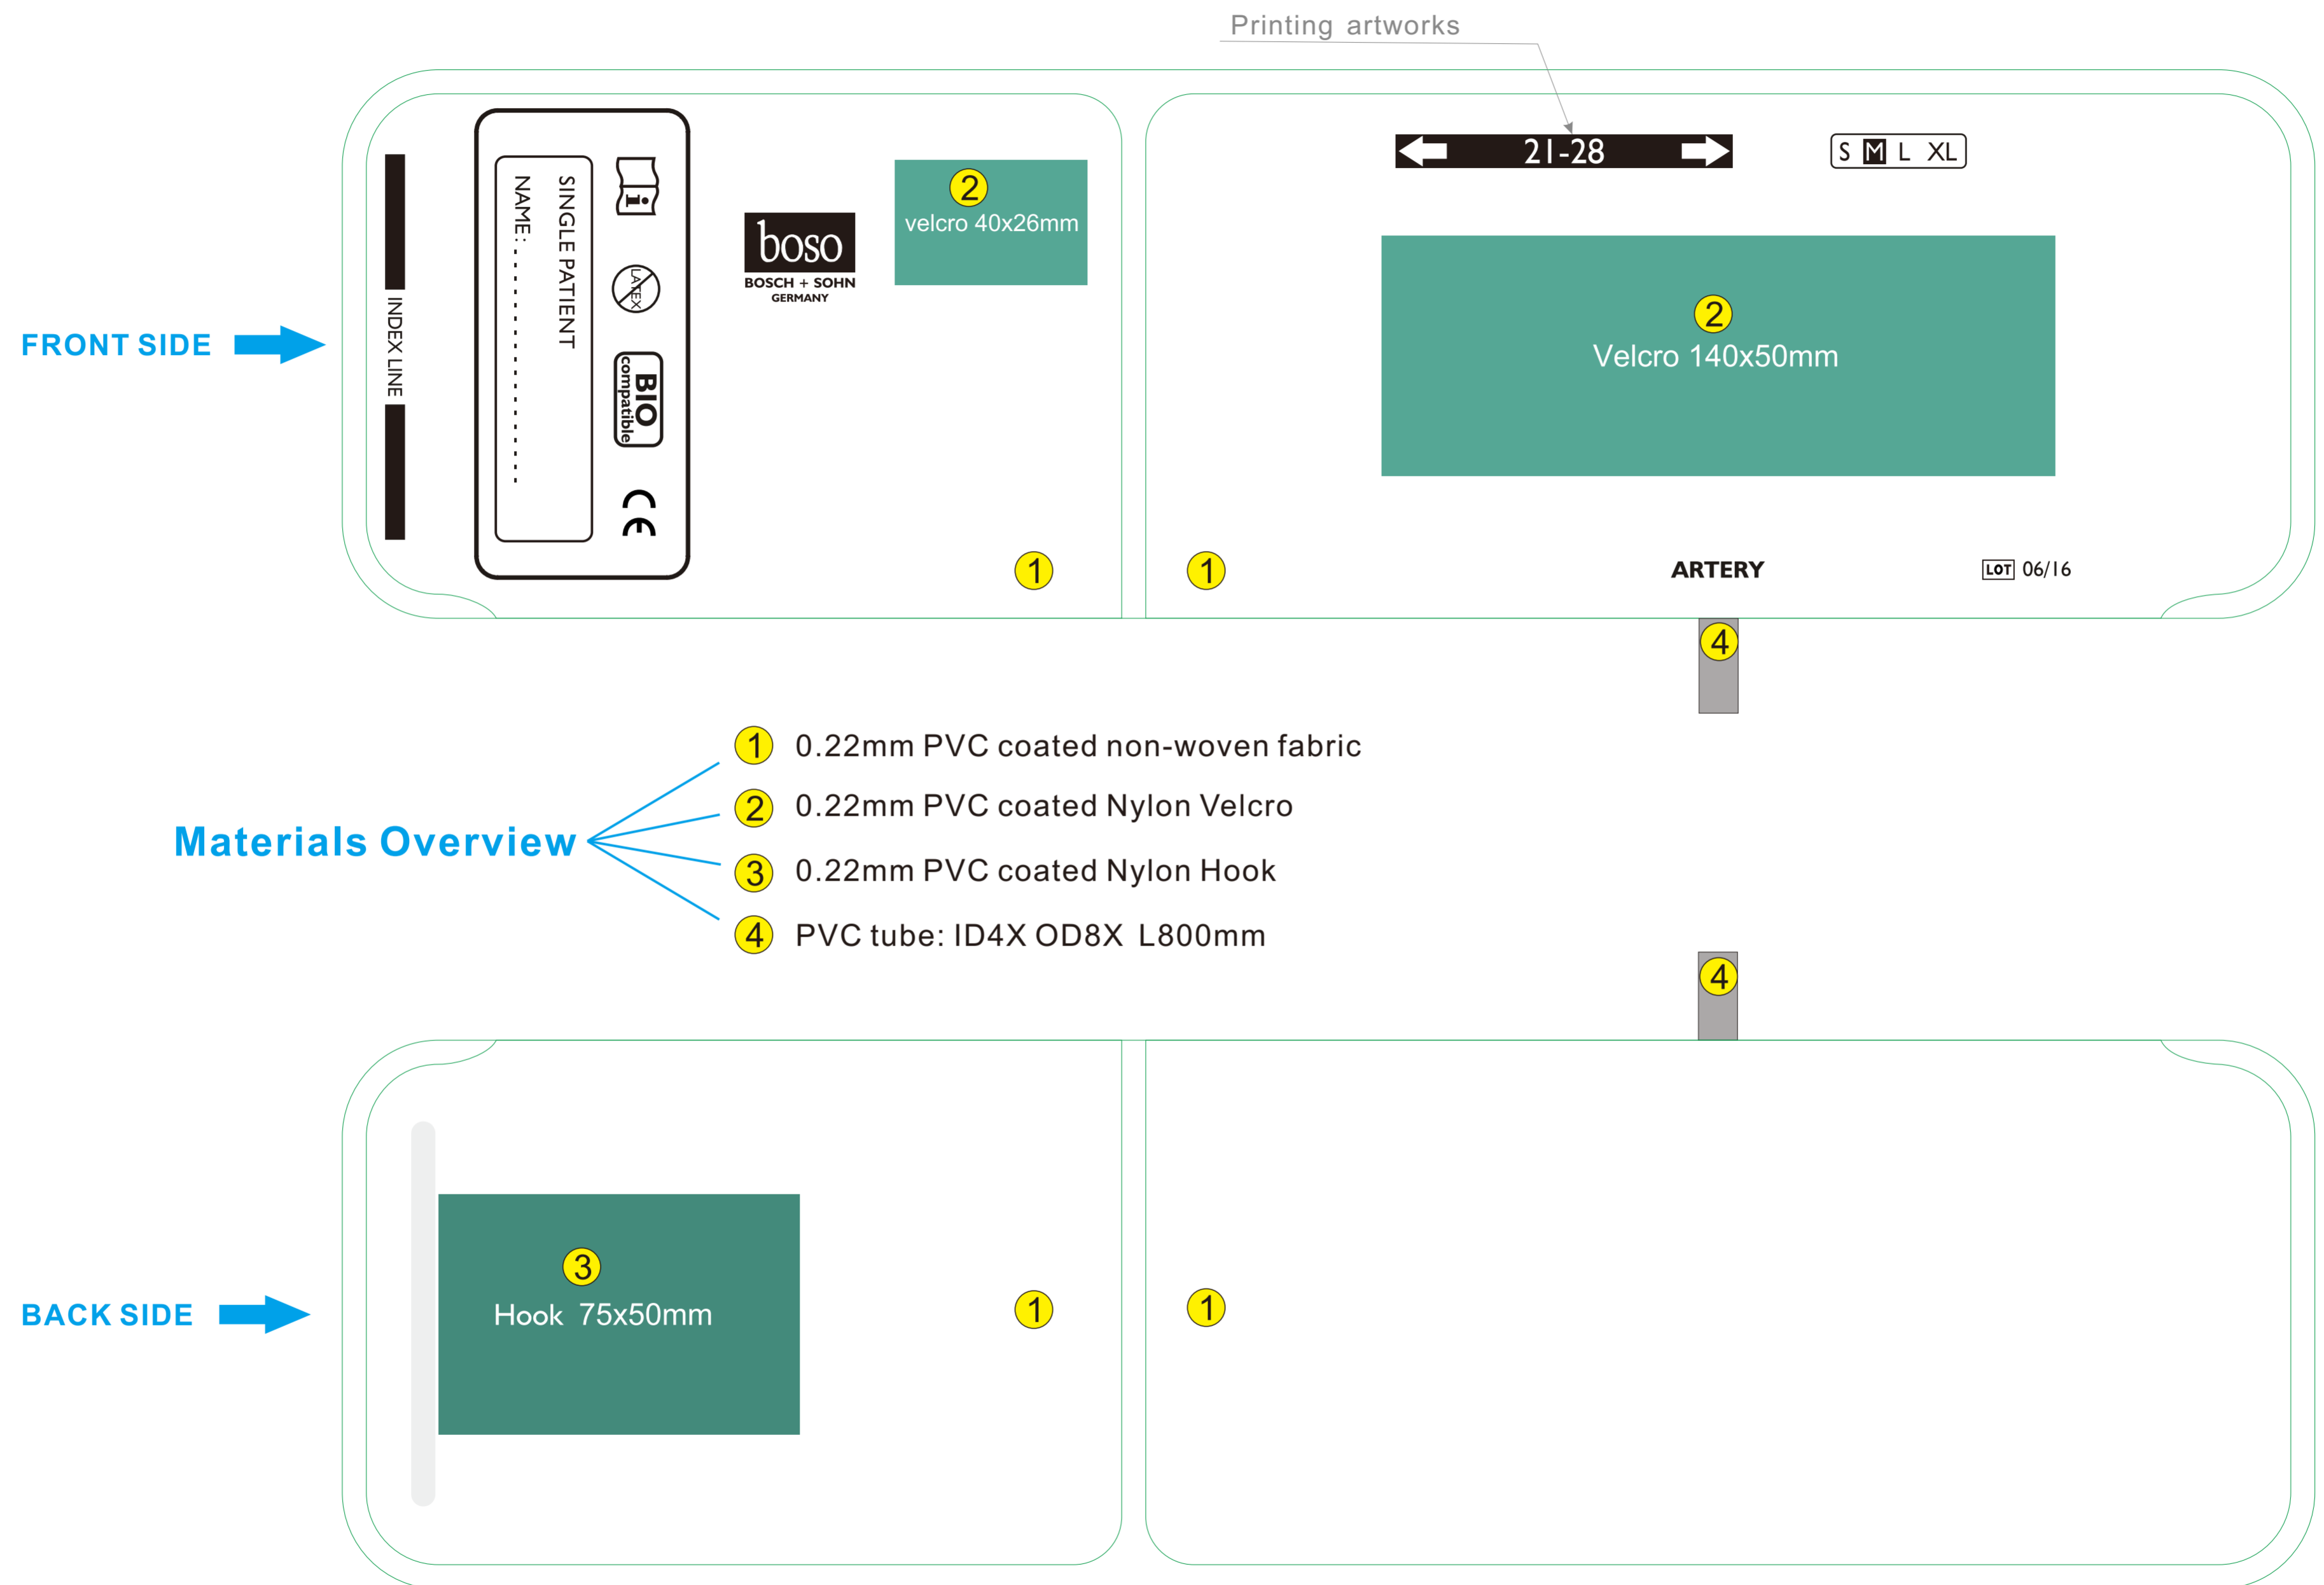 Printing artworks
FRONT SIDE
INDEX LINE
SINGLE PATIENT
NAME: ........................
i
LATEX
BIO
compatible
CE
boso
BOSCH + SOHN
GERMANY
2
velcro 40x26mm
21-28
S M L XL
2
Velcro 140x50mm
1
1
ARTERY
LOT 06/16
4
Materials Overview
1 0.22mm PVC coated non-woven fabric
2 0.22mm PVC coated Nylon Velcro
3 0.22mm PVC coated Nylon Hook
4 PVC tube: ID4X OD8X L800mm
4
BACK SIDE
3
Hook 75x50mm
1
1